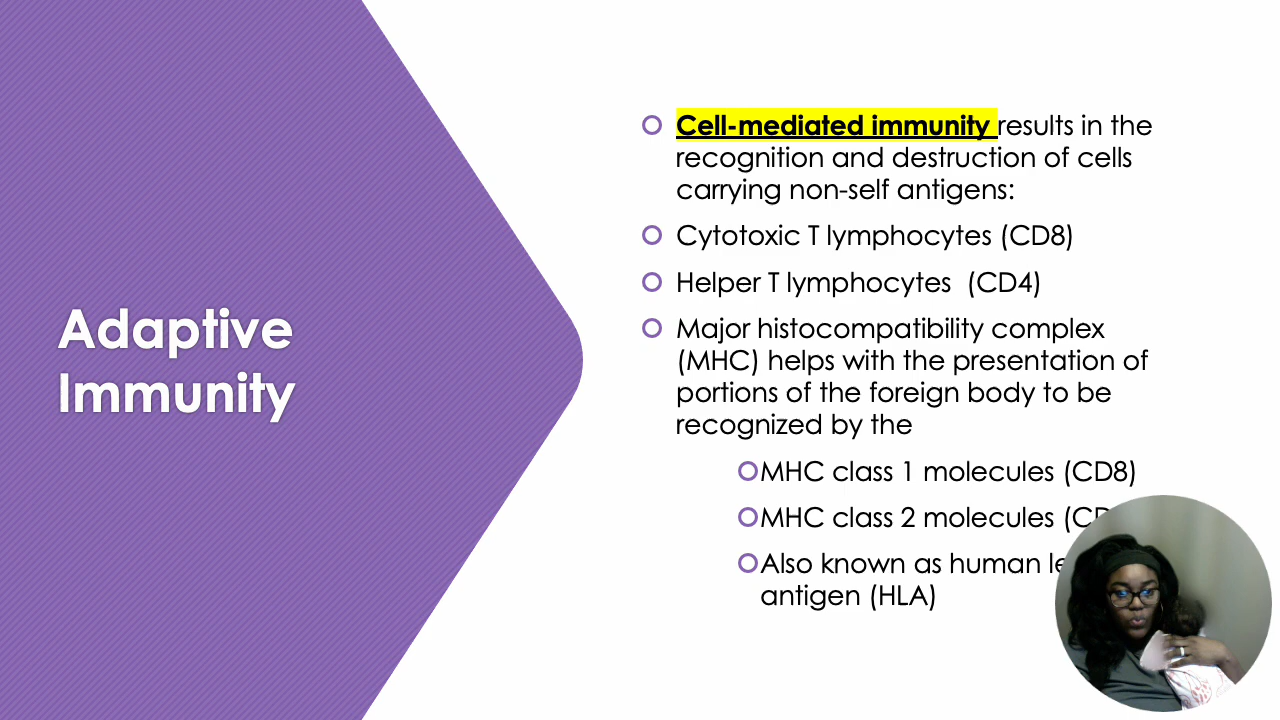 Adaptive
Immunity
Cell-mediated immunity results in the
recognition and destruction of cells
carrying non-self antigens:
Cytotoxic T lymphocytes (CD8)
Helper T lymphocytes (CD4)
Major histocompatibility complex
(MHC) helps with the presentation of
portions of the foreign body to be
recognized by the
MHC class 1 molecules (CD8)
MHC class 2 molecules
Also known as human
antigen (HLA)